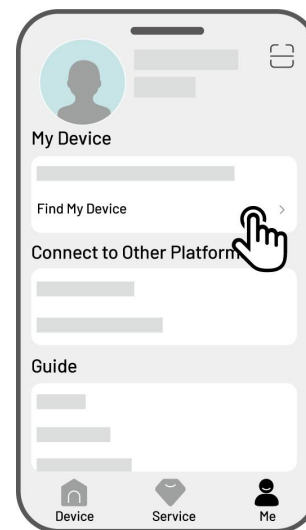 My Device
Find My Device
Connect to Other Platform
Guide
Device
Service
Me